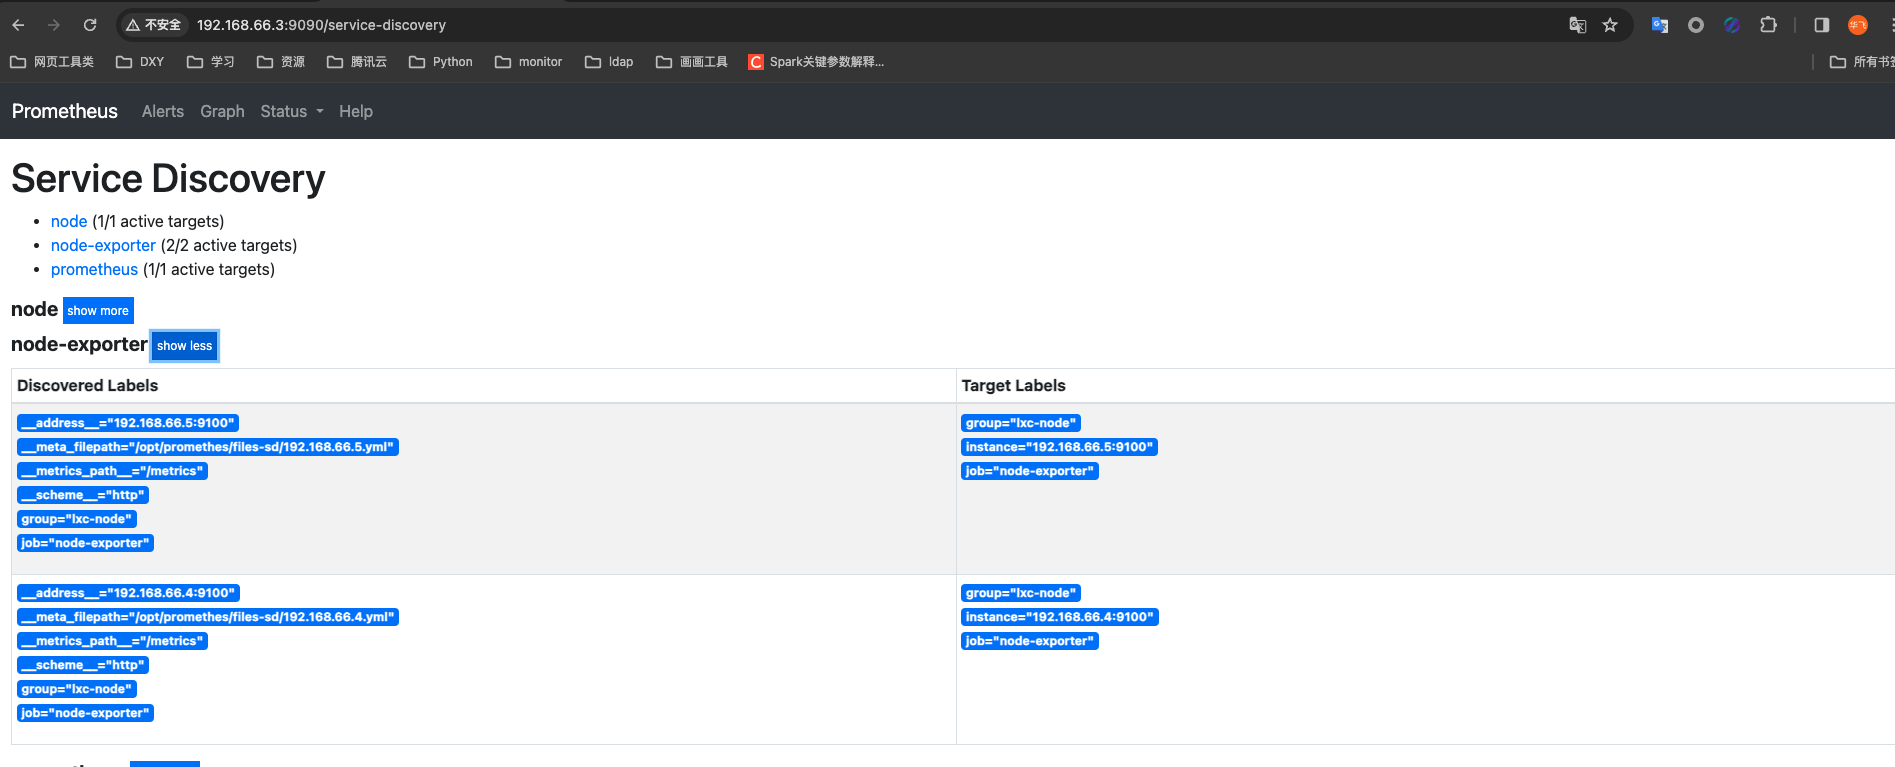 不安全 192.168.66.3:9090/service-discovery
网页工具类 DXY 学习 资源 腾讯云 Python monitor ldap 画画工具 Spark关键参数解释... 所有书签
Prometheus Alerts Graph Status Help
Service Discovery
node (1/1 active targets)
node-exporter (2/2 active targets)
prometheus (1/1 active targets)
node show more
node-exporter show less
Discovered Labels Target Labels
__address__="192.168.66.5:9100" group="lxc-node"
__meta_filepath="/opt/promethes/files-sd/192.168.66.5.yml" instance="192.168.66.5:9100"
__metrics_path__="/metrics" job="node-exporter"
__scheme__="http"
group="lxc-node"
job="node-exporter"
__address__="192.168.66.4:9100" group="lxc-node"
__meta_filepath="/opt/promethes/files-sd/192.168.66.4.yml" instance="192.168.66.4:9100"
__metrics_path__="/metrics" job="node-exporter"
__scheme__="http"
group="lxc-node"
job="node-exporter"